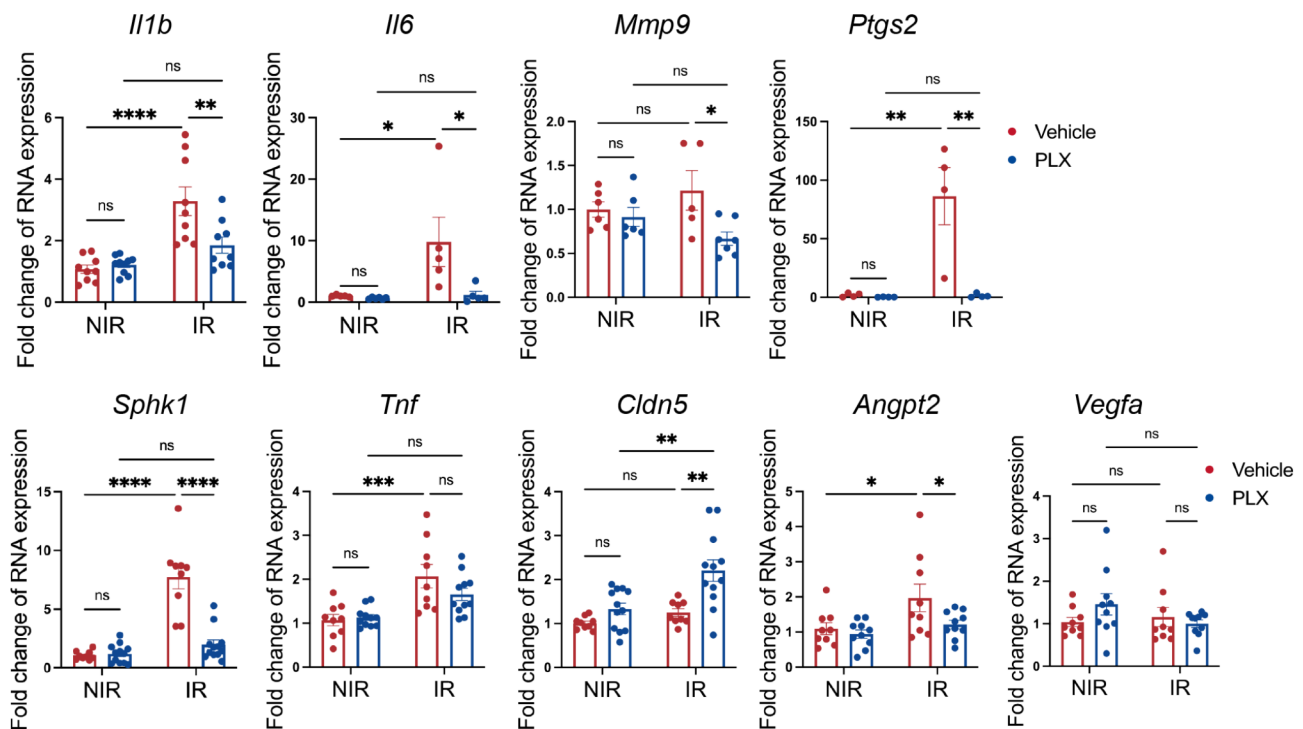 Il1b
Fold change of RNA expression
6
4
2
0
ns
****
**
ns
NIR
IR
Il6
Fold change of RNA expression
30
20
10
0
ns
*
*
ns
NIR
IR
Mmp9
Fold change of RNA expression
2.0
1.5
1.0
0.5
0.0
ns
ns
*
ns
NIR
IR
Ptgs2
Fold change of RNA expression
150
100
50
0
ns
**
**
ns
NIR
IR
Vehicle
PLX
Sphk1
Fold change of RNA expression
15
10
5
0
ns
****
****
ns
NIR
IR
Tnf
Fold change of RNA expression
4
3
2
1
0
ns
***
ns
ns
NIR
IR
Cldn5
Fold change of RNA expression
4
3
2
1
0
**
ns
**
ns
NIR
IR
Angpt2
Fold change of RNA expression
5
4
3
2
1
0
*
*
NIR
IR
Vegfa
Fold change of RNA expression
4
3
2
1
0
ns
ns
ns
ns
NIR
IR
Vehicle
PLX